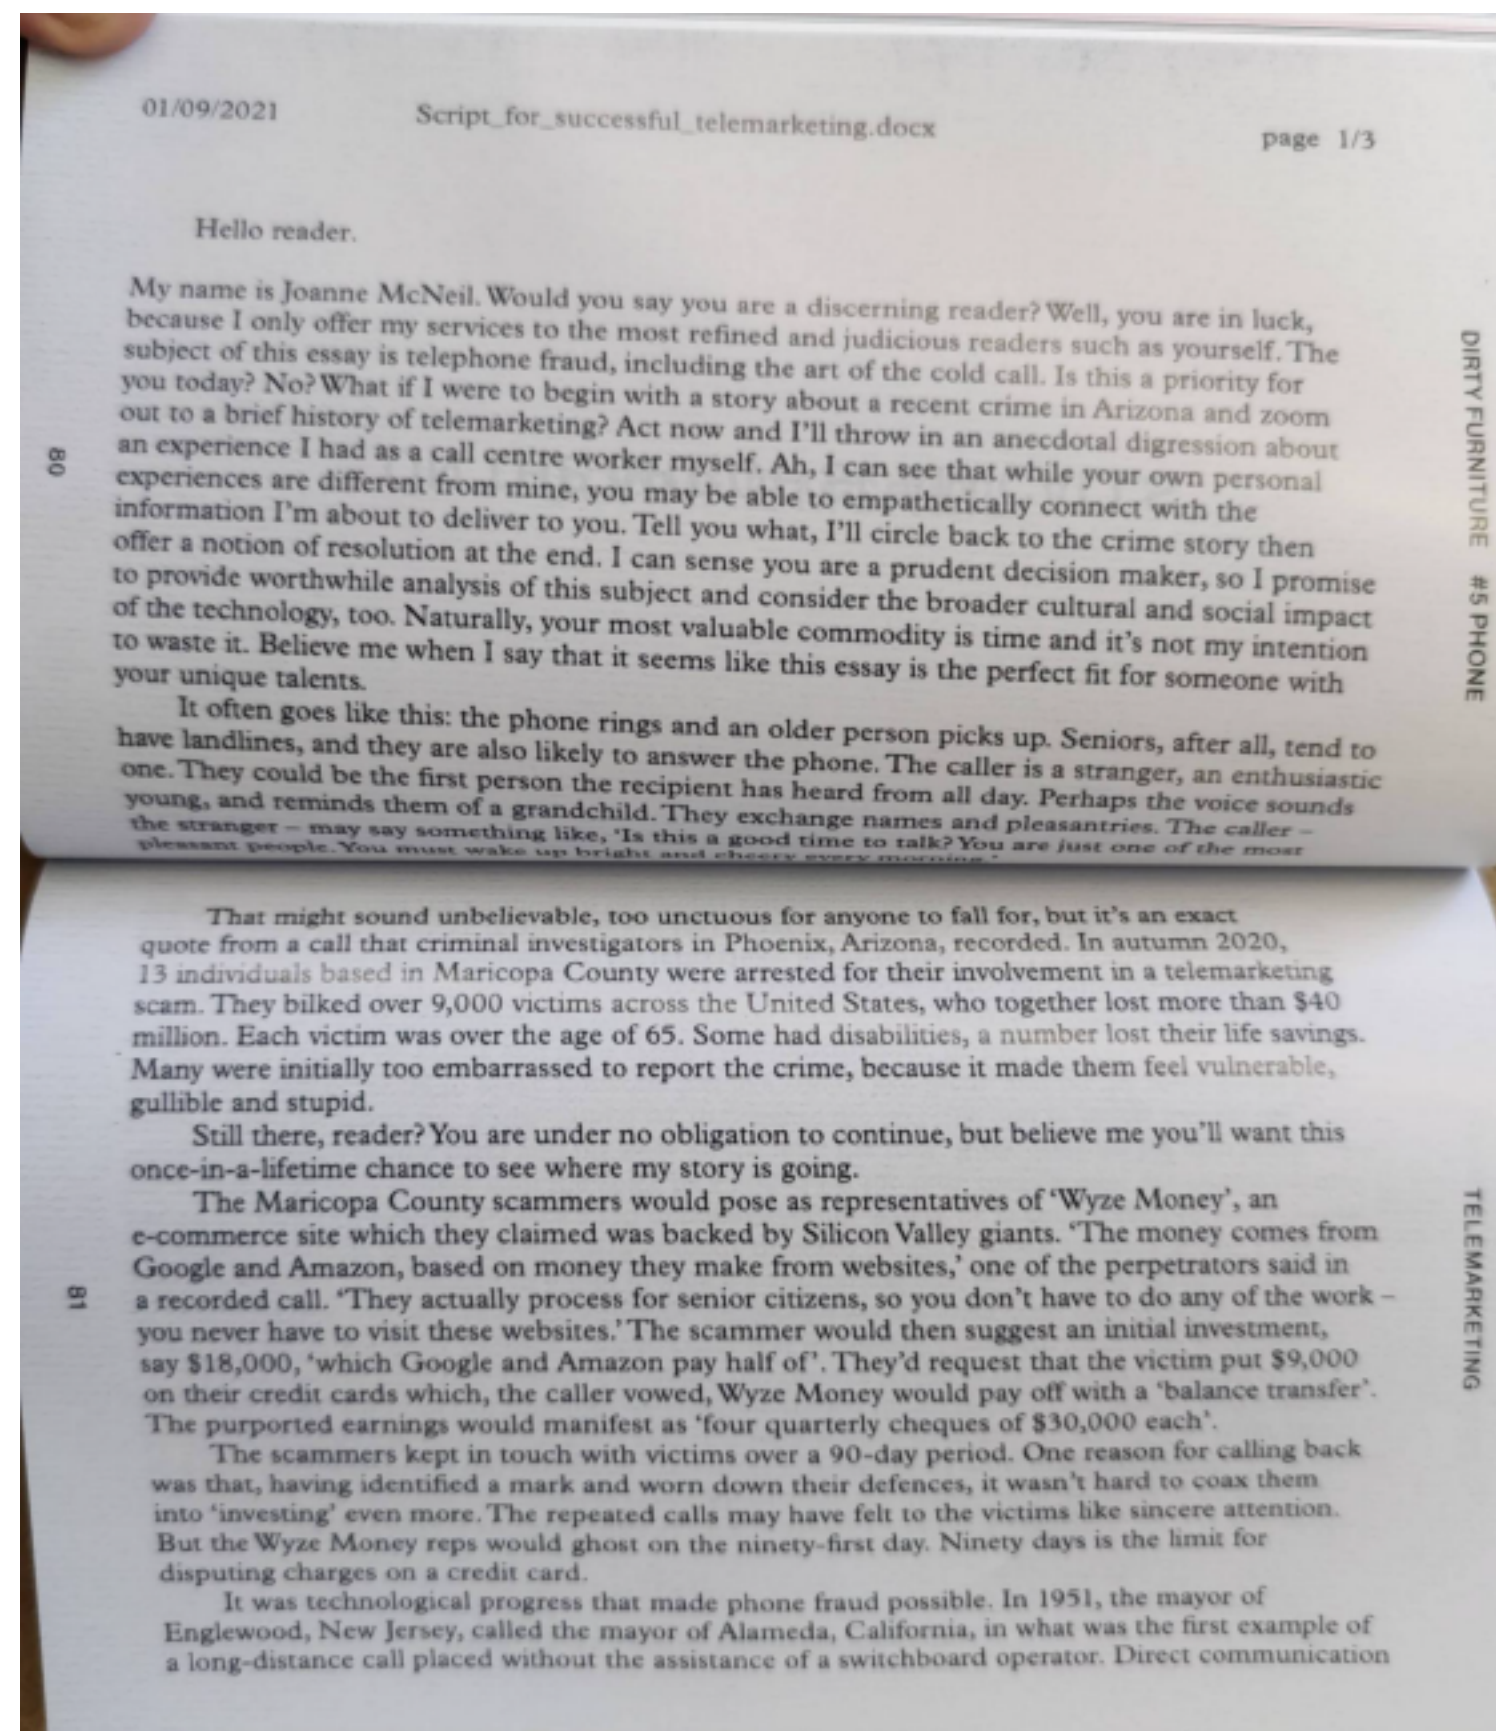 01/09/2021 Script_for_successful_telemarketing.docx page 1/3
Hello reader.
My name is Joanne McNeil. Would you say you are a discerning reader? Well, you are in luck,
because I only offer my services to the most refined and judicious readers such as yourself. The
subject of this essay is telephone fraud, including the art of the cold call. Is this a priority for
you today? No? What if I were to begin with a story about a recent crime in Arizona and zoom
out to a brief history of telemarketing? Act now and I'll throw in an anecdotal digression about
an experience I had as a call centre worker myself. Ah, I can see that while your own personal
experiences are different from mine, you may be able to empathetically connect with the
information I'm about to deliver to you. Tell you what, I'll circle back to the crime story then
offer a notion of resolution at the end. I can sense you are a prudent decision maker, so I promise
to provide worthwhile analysis of this subject and consider the broader cultural and social impact
of the technology, too. Naturally, your most valuable commodity is time and it's not my intention
to waste it. Believe me when I say that it seems like this essay is the perfect fit for someone with
your unique talents.
It often goes like this: the phone rings and an older person picks up. Seniors, after all, tend to
have landlines, and they are also likely to answer the phone. The caller is a stranger, an enthusiastic
one. They could be the first person the recipient has heard from all day. Perhaps the voice sounds
young, and reminds them of a grandchild. They exchange names and pleasantries. The caller –
the stranger – may say something like, 'Is this a good time to talk? You are just one of the most
pleasant people. You must wake up bright and cheery every morning.'
80
DIRTY FURNITURE #5 PHONE
That might sound unbelievable, too unctuous for anyone to fall for, but it's an exact
quote from a call that criminal investigators in Phoenix, Arizona, recorded. In autumn 2020,
13 individuals based in Maricopa County were arrested for their involvement in a telemarketing
scam. They bilked over 9,000 victims across the United States, who together lost more than $40
million. Each victim was over the age of 65. Some had disabilities, a number lost their life savings.
Many were initially too embarrassed to report the crime, because it made them feel vulnerable,
gullible and stupid.
Still there, reader? You are under no obligation to continue, but believe me you'll want this
once-in-a-lifetime chance to see where my story is going.
The Maricopa County scammers would pose as representatives of 'Wyze Money', an
e-commerce site which they claimed was backed by Silicon Valley giants. 'The money comes from
Google and Amazon, based on money they make from websites,' one of the perpetrators said in
a recorded call. 'They actually process for senior citizens, so you don't have to do any of the work –
you never have to visit these websites.' The scammer would then suggest an initial investment,
say $18,000, 'which Google and Amazon pay half of'. They'd request that the victim put $9,000
on their credit cards which, the caller vowed, Wyze Money would pay off with a 'balance transfer'.
The purported earnings would manifest as 'four quarterly cheques of $30,000 each'.
The scammers kept in touch with victims over a 90-day period. One reason for calling back
was that, having identified a mark and worn down their defences, it wasn't hard to coax them
into 'investing' even more. The repeated calls may have felt to the victims like sincere attention.
But the Wyze Money reps would ghost on the ninety-first day. Ninety days is the limit for
disputing charges on a credit card.
It was technological progress that made phone fraud possible. In 1951, the mayor of
Englewood, New Jersey, called the mayor of Alameda, California, in what was the first example of
a long-distance call placed without the assistance of a switchboard operator. Direct communication
81
TELEMARKETING